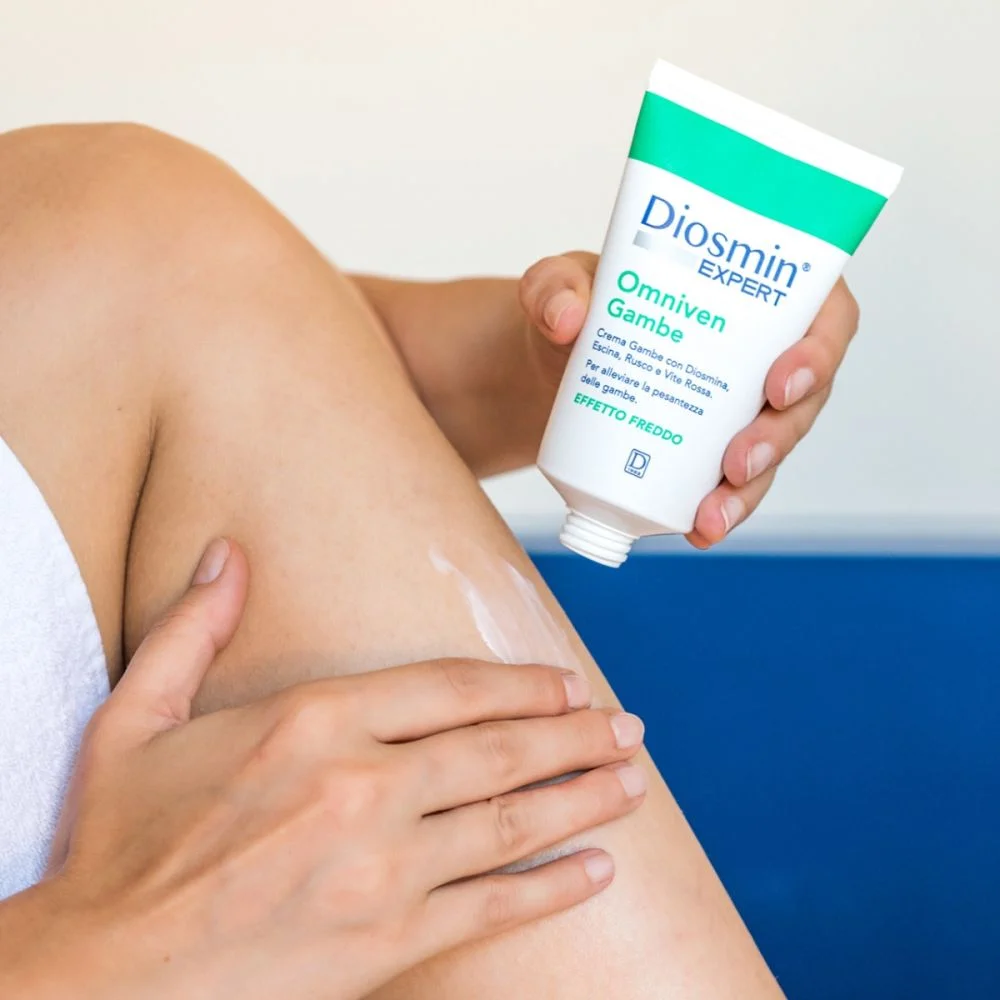 Diosmin®
EXPERT
Omniven
Gambe
Crema Gambe con Diosmina,
Escina, Rusco e Vite Rossa.
Per alleviare la pesantezza
delle gambe.
EFFETTO FREDDO
D